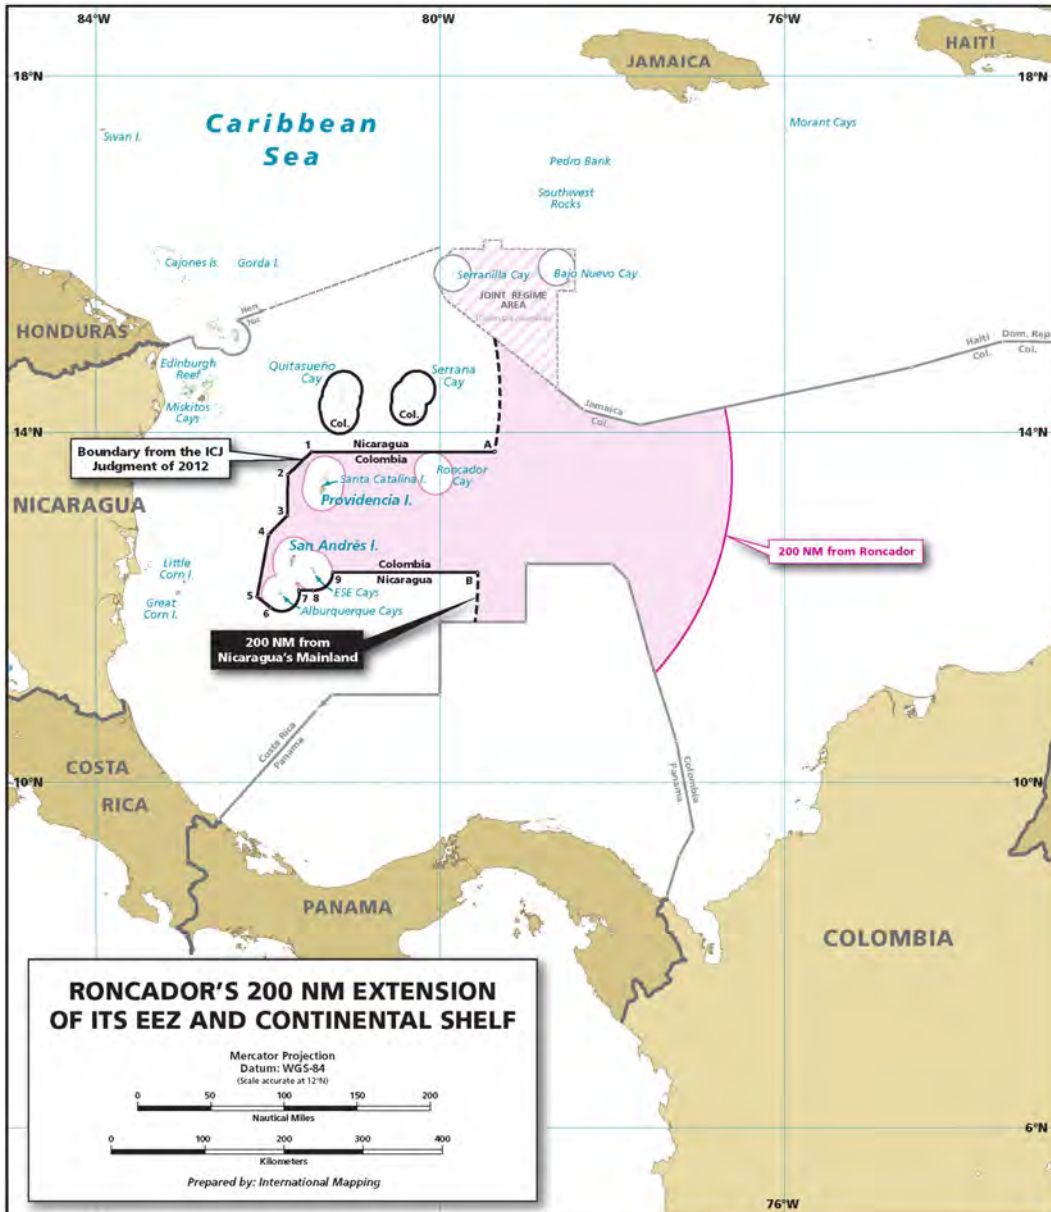 84°W
80°W
76°W
HAITI
JAMAICA
18°N
18°N
Caribbean
Sea
Morant Cays
Swan I.
Pedro Bank
Southwest
Rocks
Cajones Is.
Gorda I.
Serranilla Cay
Bajo Nuevo Cay
JOINT REGIME
AREA
Hon.
Nic.
HONDURAS
Haiti
Col.
Dom. Rep.
Col.
Edinburgh
Reef
Quitasueño
Cay
Serrana
Cay
Miskitos
Cays
Col.
Col.
Jamaica
Col.
14°N
14°N
Boundary from the ICJ
Judgment of 2012
1
Nicaragua
A
Colombia
2
Santa Catalina I.
Roncador
Cay
Providencia I.
NICARAGUA
3
4
San Andrés I.
200 NM from Roncador
Little
Corn I.
Colombia
9
Nicaragua
B
ESE Cays
Great
Corn I.
5
6
7
8
Alburquerque Cays
200 NM from
Nicaragua's Mainland
Costa Rica
Panama
Colombia
Panama
COSTA
RICA
10°N
10°N
PANAMA
COLOMBIA
RONCADOR'S 200 NM EXTENSION
OF ITS EEZ AND CONTINENTAL SHELF
Mercator Projection
Datum: WGS-84
(Scale accurate at 12°N)
0 50 100 150 200
Nautical Miles
0 100 200 300 400
Kilometers
Prepared by: International Mapping
6°N
76°W